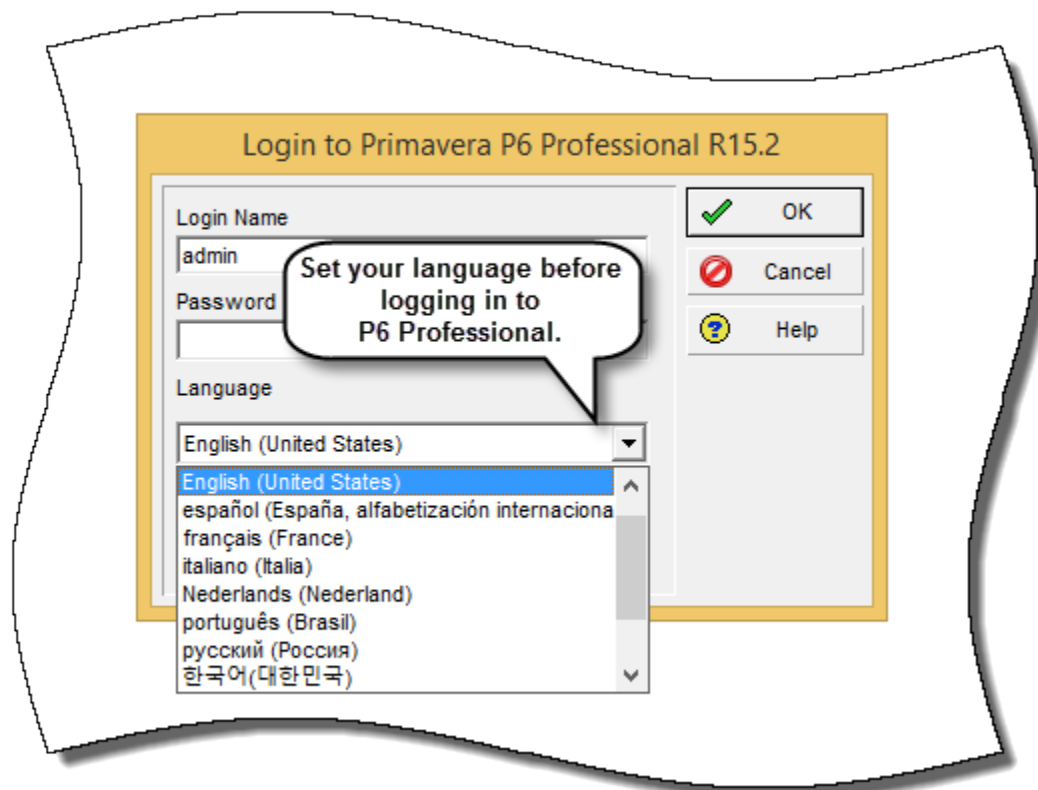 Login to Primavera P6 Professional R15.2
Login Name
admin
OK
Set your language before
logging in to
P6 Professional.
Cancel
Password
Help
Language
English (United States)
English (United States)
español (España, alfabetización internaciona
français (France)
italiano (Italia)
Nederlands (Nederland)
português (Brasil)
русский (Россия)
한국어(대한민국)